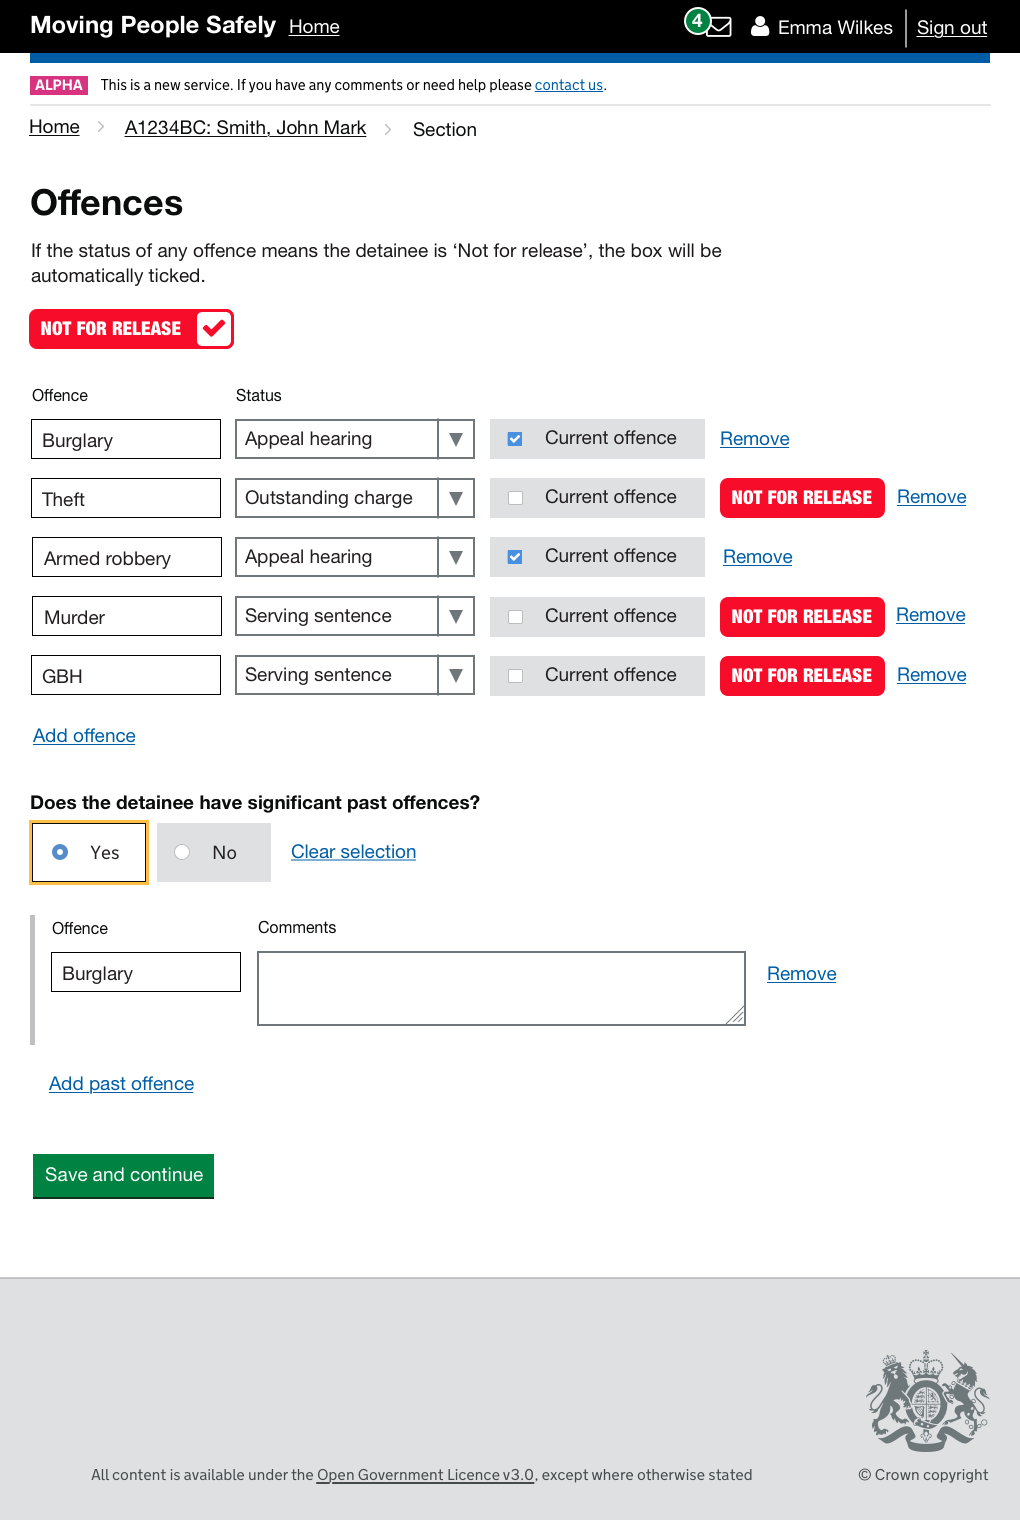 Moving People Safely Home 4 Emma Wilkes Sign out
ALPHA This is a new service. If you have any comments or need help please contact us.
Home A1234BC: Smith, John Mark Section
Offences
If the status of any offence means the detainee is ‘Not for release’, the box will be
automatically ticked.
NOT FOR RELEASE
Offence Status
Burglary Appeal hearing Current offence Remove
Theft Outstanding charge Current offence NOT FOR RELEASE Remove
Armed robbery Appeal hearing Current offence Remove
Murder Serving sentence Current offence NOT FOR RELEASE Remove
GBH Serving sentence Current offence NOT FOR RELEASE Remove
Add offence
Does the detainee have significant past offences?
Yes No Clear selection
Offence Comments
Burglary Remove
Add past offence
Save and continue
All content is available under the Open Government Licence v3.0, except where otherwise stated © Crown copyright